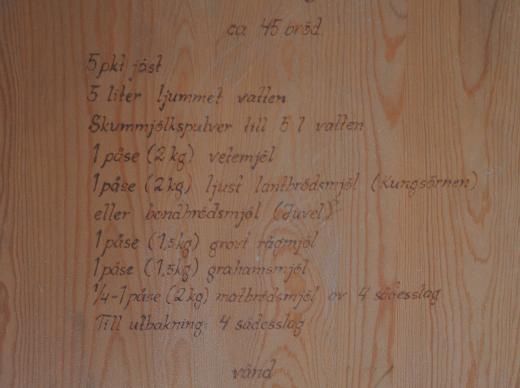 ca 45 bröd.
5 pkt jäst
5 liter ljummet vatten
Skummjölkspulver till 5 l vatten
1 påse (2 kg) vetemjöl
1 påse (2 kg) ljust lantbrödsmjöl (Kungsörnen)
eller bondbrödsmjöl (Juvel)
1 påse (1,5 kg) grovt rågmjöl
1 påse (1,5 kg) grahamsmjöl
1/4-1 påse (2 kg) matbrödsmjöl av 4 sädesslag
Till utbakning: 4 sädesslag
vänd